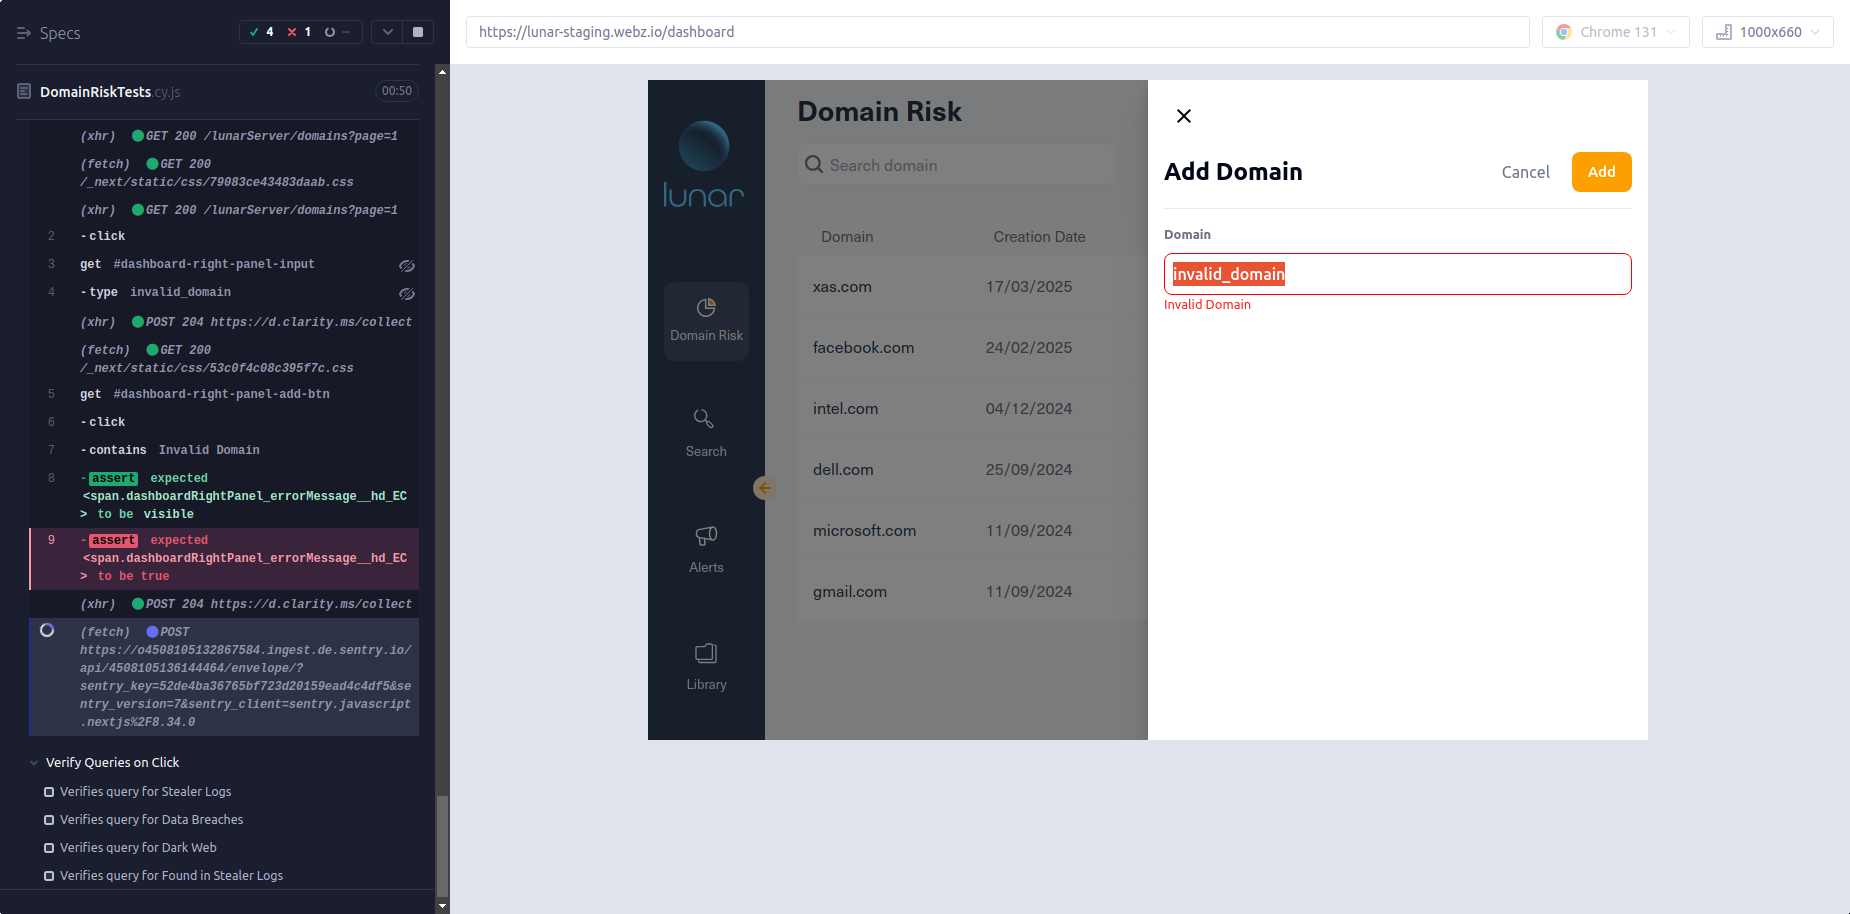 Specs
4 1 --
DomainRiskTests.cy.js 00:50
(xhr) GET 200 /lunarServer/domains?page=1
(fetch) GET 200
/_next/static/css/79083ce43483daab.css
(xhr) GET 200 /lunarServer/domains?page=1
2 -click
3 get #dashboard-right-panel-input
4 -type invalid_domain
(xhr) POST 204 https://d.clarity.ms/collect
(fetch) GET 200
/_next/static/css/53c0f4c08c395f7c.css
5 get #dashboard-right-panel-add-btn
6 -click
7 -contains Invalid Domain
8 -assert expected
<span.dashboardRightPanel_errorMessage__hd_EC
> to be visible
9 -assert expected
<span.dashboardRightPanel_errorMessage__hd_EC
> to be true
(xhr) POST 204 https://d.clarity.ms/collect
(fetch) POST
https://o4508105132867584.ingest.de.sentry.io/
api/4508105136144464/envelope/?
sentry_key=52de4ba36765bf723d20159ead4c4df5&se
ntry_version=7&sentry_client=sentry.javascript
.nextjs%2F8.34.0
Verify Queries on Click
Verifies query for Stealer Logs
Verifies query for Data Breaches
Verifies query for Dark Web
Verifies query for Found in Stealer Logs
https://lunar-staging.webz.io/dashboard
Chrome 131
1000x660
lunar
Domain Risk
Search
Alerts
Library
Domain Risk
Search domain
Domain Creation Date
xas.com 17/03/2025
facebook.com 24/02/2025
intel.com 04/12/2024
dell.com 25/09/2024
microsoft.com 11/09/2024
gmail.com 11/09/2024
Add Domain Cancel Add
Domain
invalid_domain
Invalid Domain